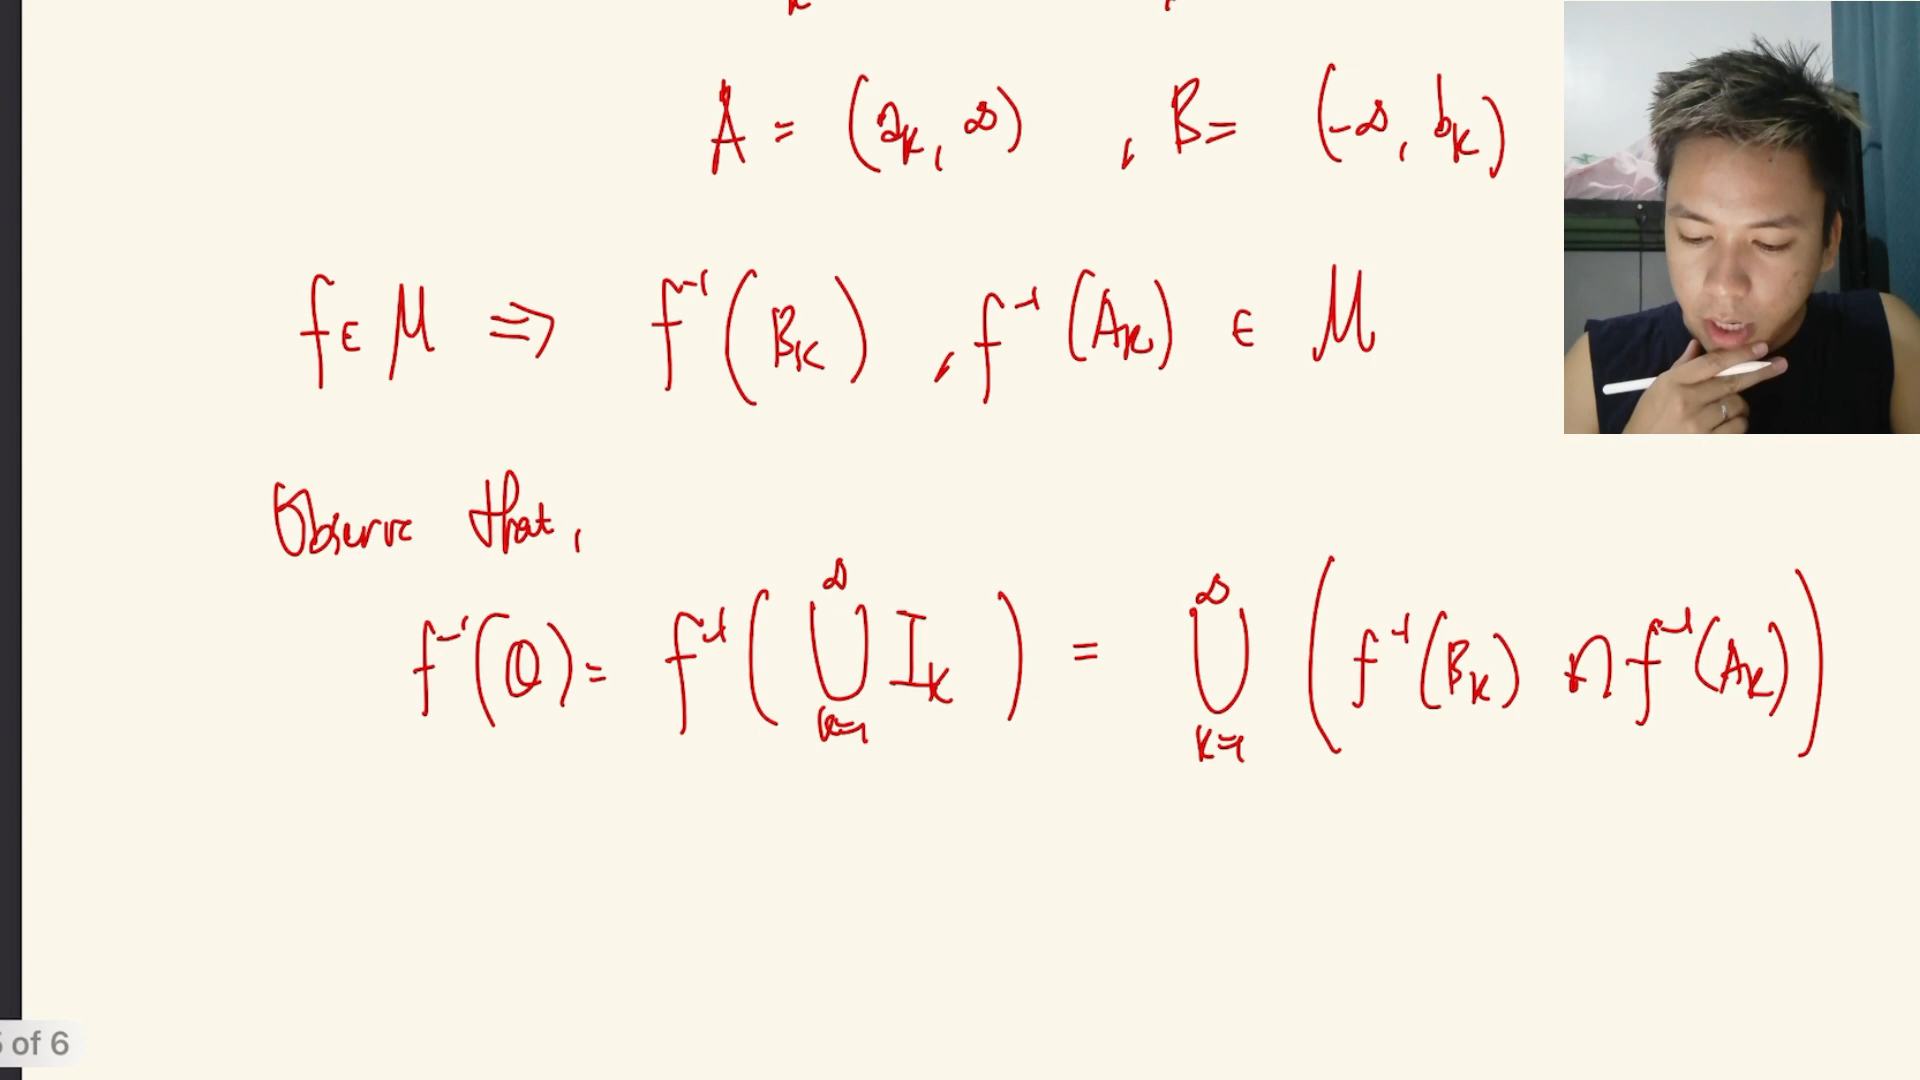 A = (a_k, ∞) , B = (-∞, b_k)
f ∈ M ⇒ f⁻¹(B_k) , f⁻¹(A_k) ∈ M
Observe that,
f⁻¹(O) = f⁻¹( ⋃_{k=1}^{∞} I_k ) = ⋃_{k=1}^{∞} ( f⁻¹(B_k) ∩ f⁻¹(A_k) )
5 of 6